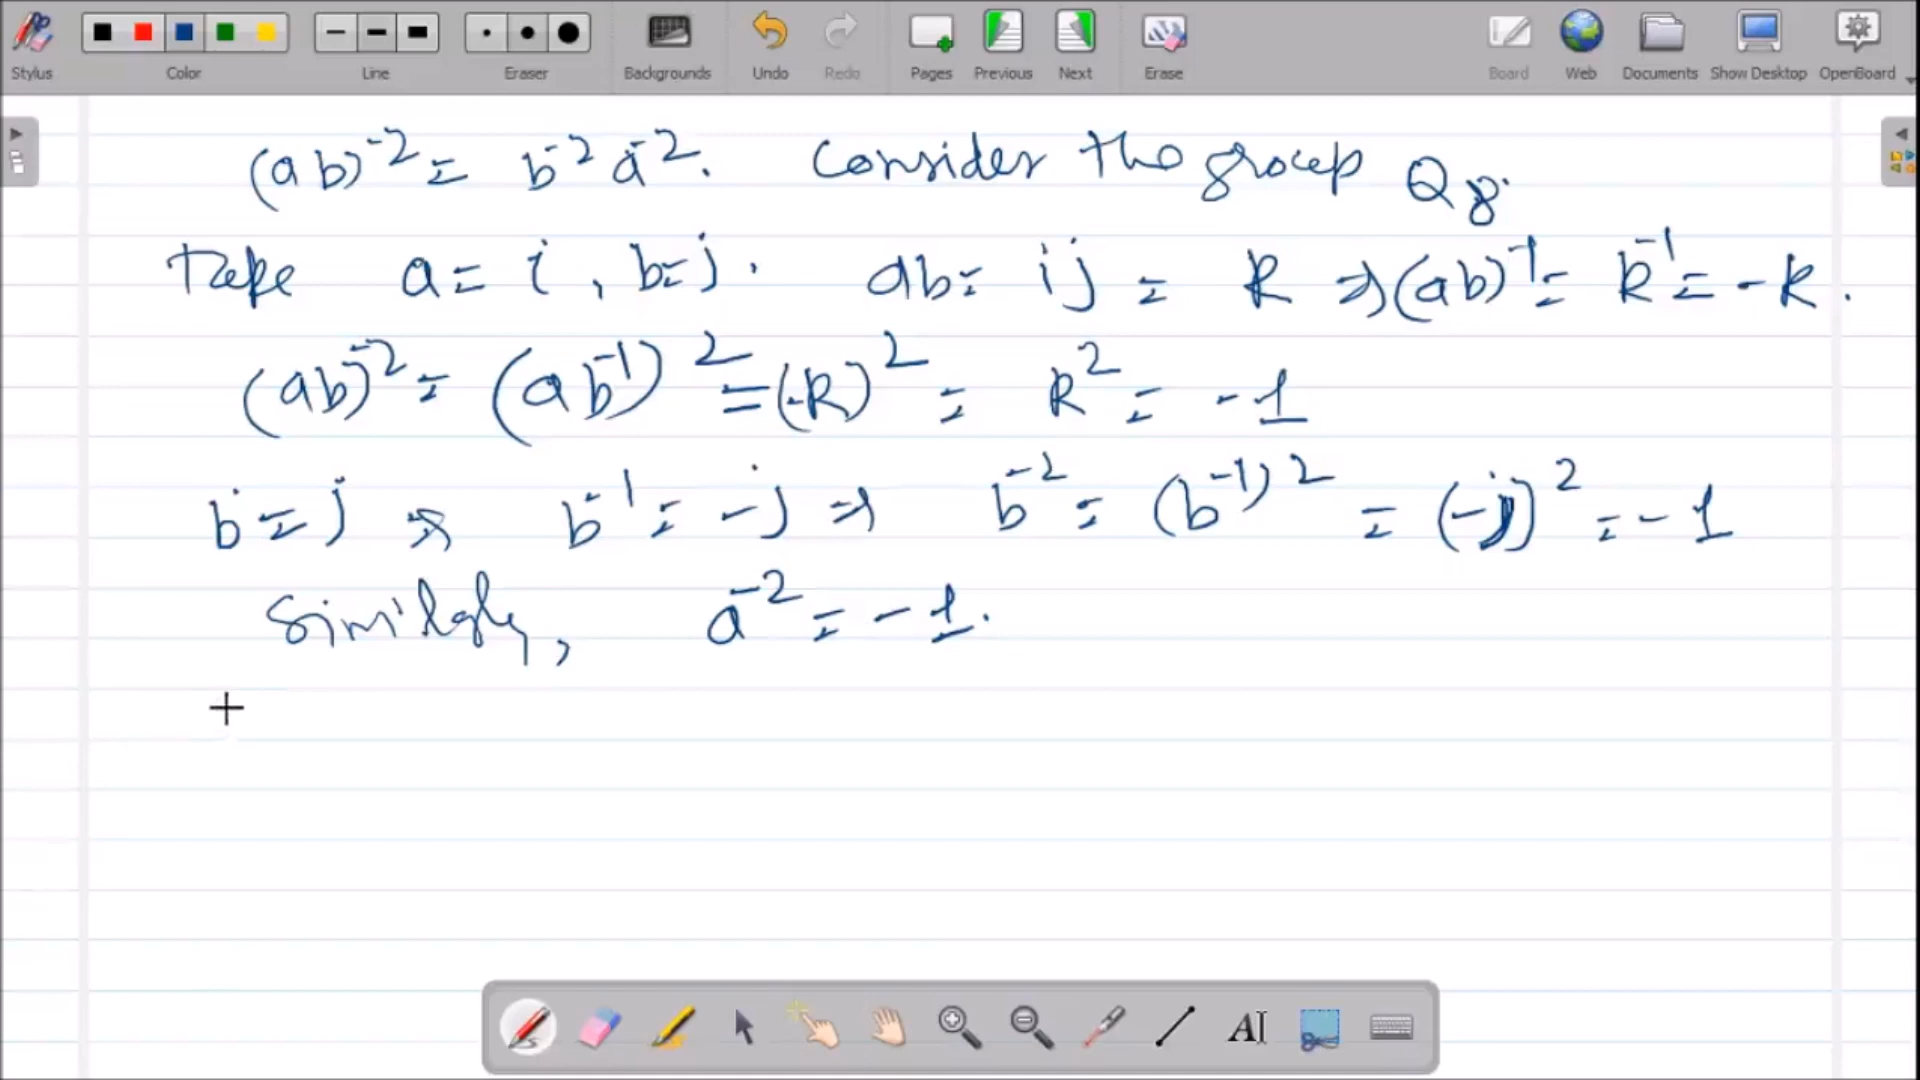 Stylus Color Line Eraser Backgrounds Undo Redo Pages Previous Next Erase Board Web Documents Show Desktop OpenBoard
(ab)⁻² = b⁻² a⁻². Consider the group Q₈.
Take a = i, b = j. ab = ij = k ⇒ (ab)⁻¹ = k⁻¹ = -k.
(ab)⁻² = (ab⁻¹)² = (-k)² = k² = -1
b = j ⇒ b⁻¹ = -j ⇒ b⁻² = (b⁻¹)² = (-j)² = -1
Similarly, a⁻² = -1.